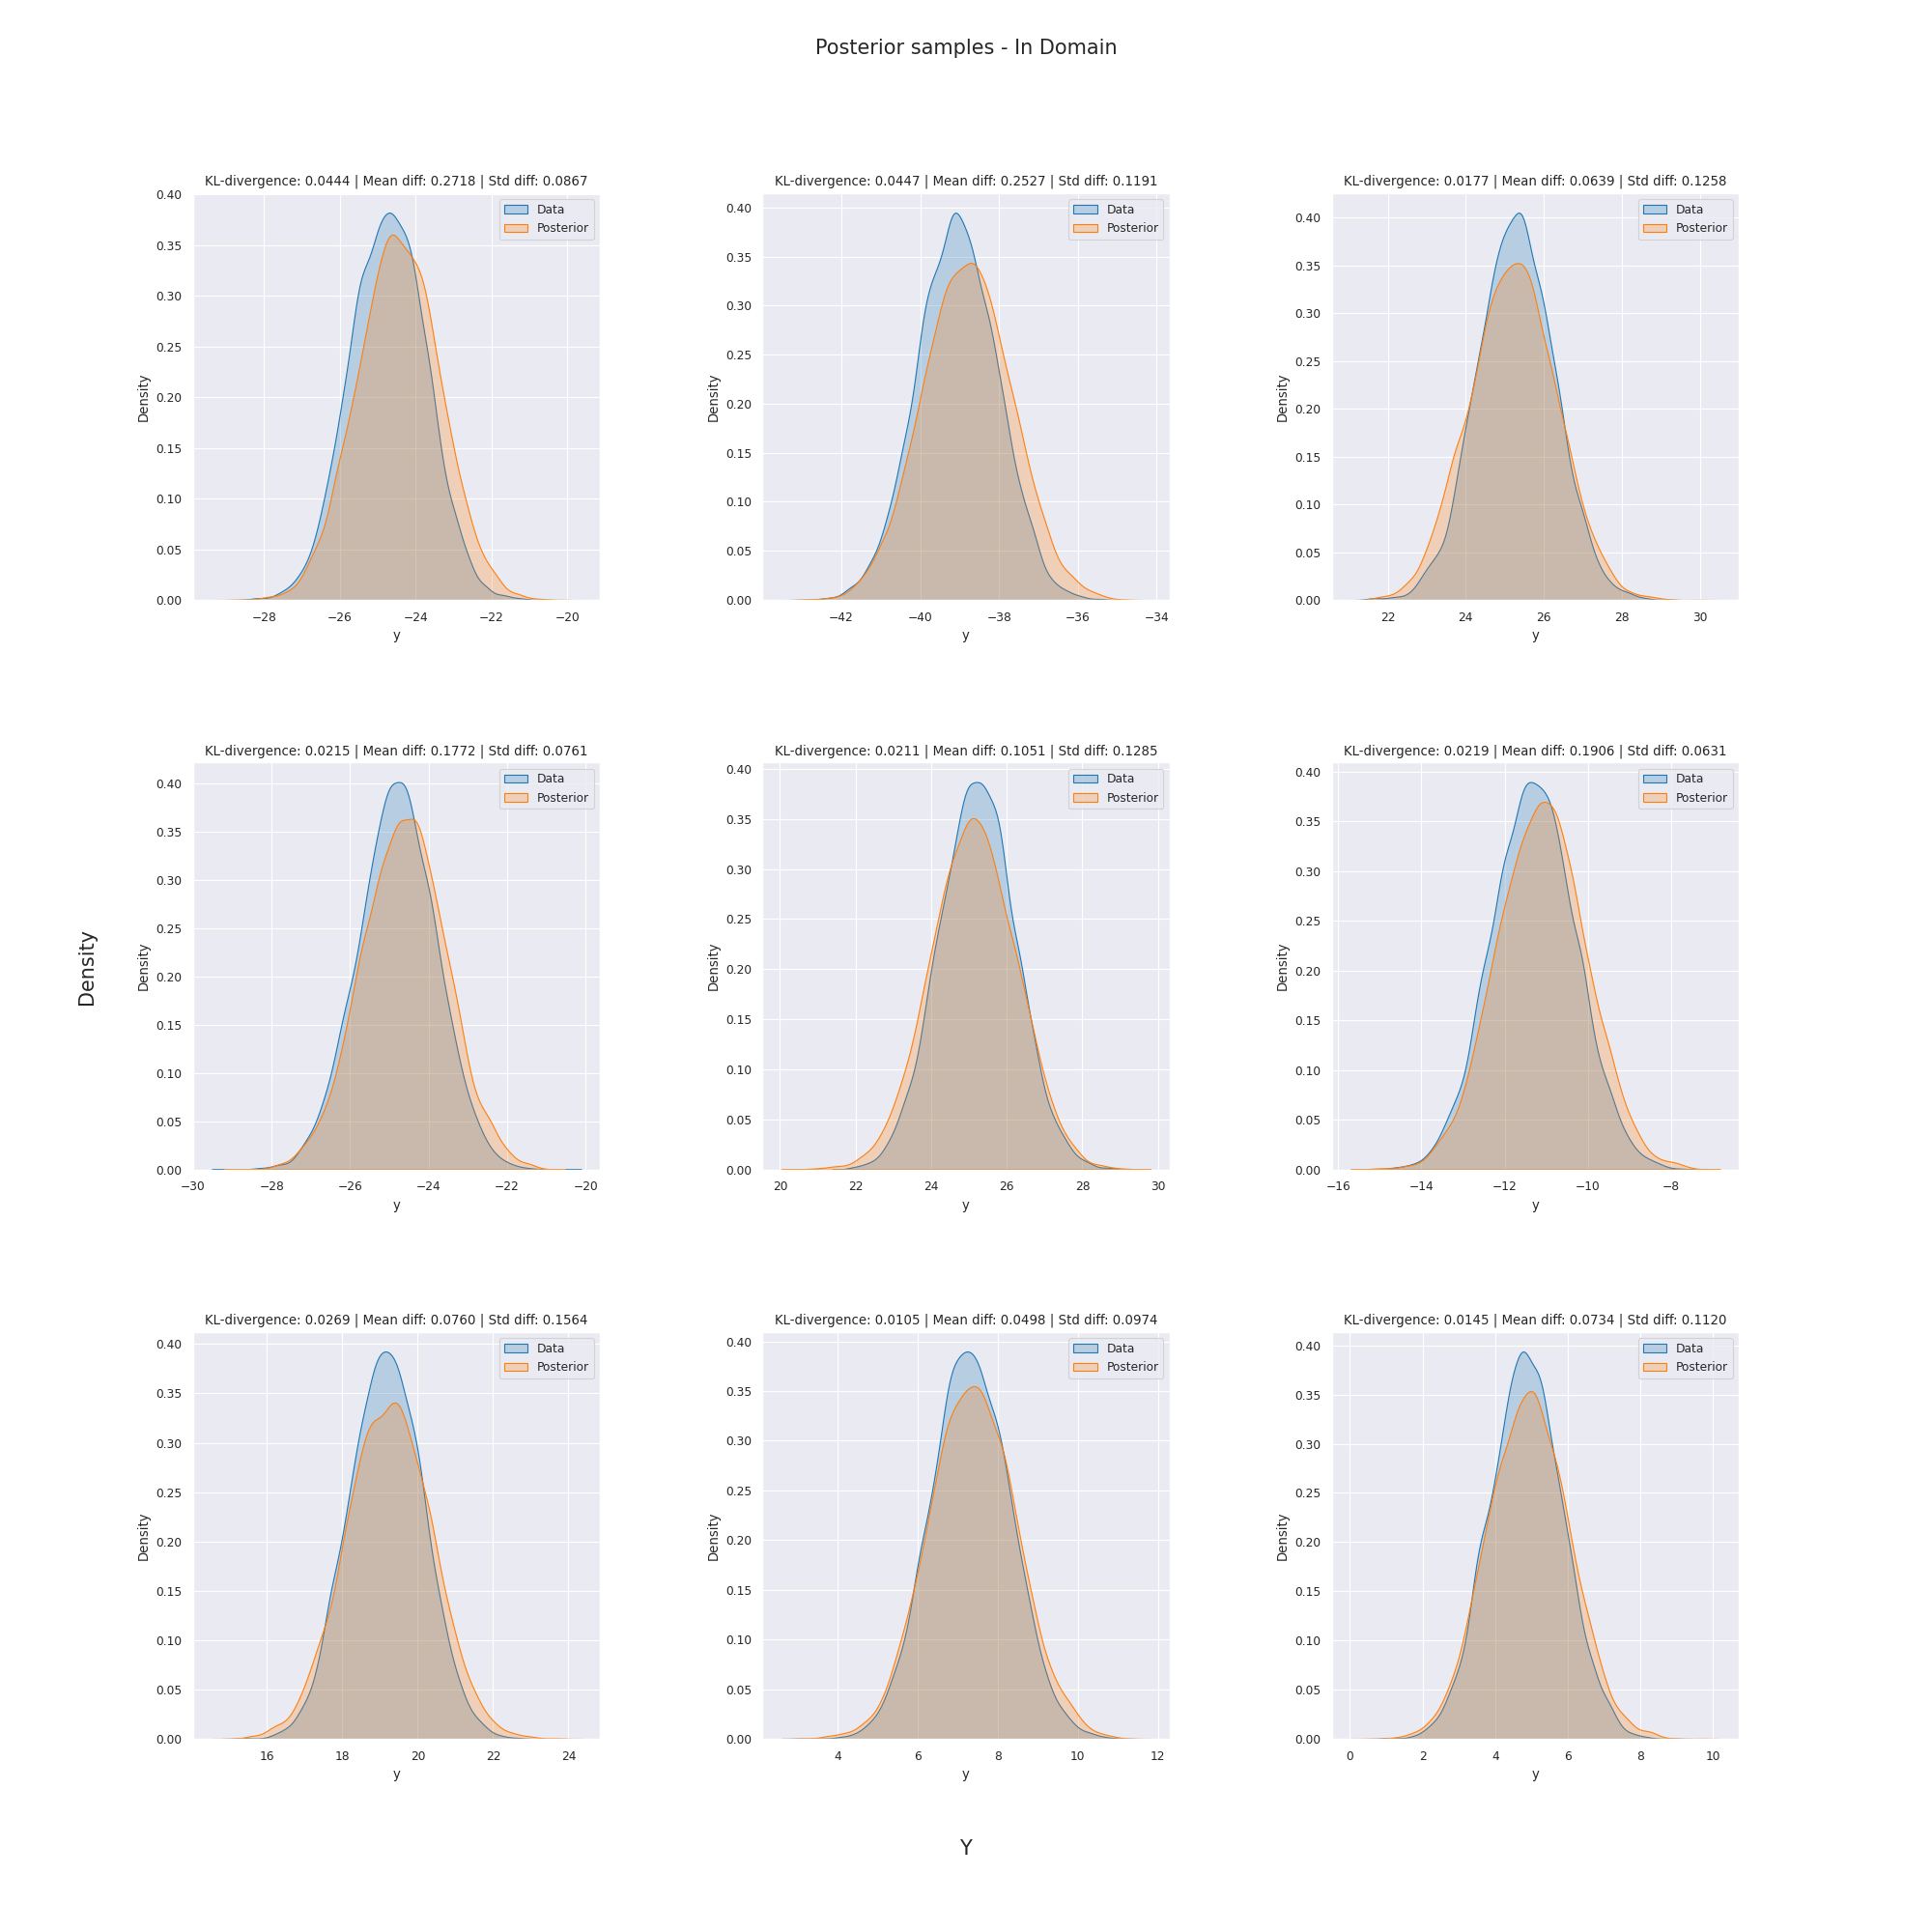 Posterior samples - In Domain
KL-divergence: 0.0444 | Mean diff: 0.2718 | Std diff: 0.0867
0.40
0.35
0.30
0.25
0.20
0.15
0.10
0.05
0.00
Density
Data
Posterior
−28 −26 −24 −22 −20
y
KL-divergence: 0.0447 | Mean diff: 0.2527 | Std diff: 0.1191
0.40
0.35
0.30
0.25
0.20
0.15
0.10
0.05
0.00
Density
Data
Posterior
−42 −40 −38 −36 −34
y
KL-divergence: 0.0177 | Mean diff: 0.0639 | Std diff: 0.1258
0.40
0.35
0.30
0.25
0.20
0.15
0.10
0.05
0.00
Density
Data
Posterior
22 24 26 28 30
y
Density
KL-divergence: 0.0215 | Mean diff: 0.1772 | Std diff: 0.0761
0.40
0.35
0.30
0.25
0.20
0.15
0.10
0.05
0.00
Density
Data
Posterior
−30 −28 −26 −24 −22 −20
y
KL-divergence: 0.0211 | Mean diff: 0.1051 | Std diff: 0.1285
0.40
0.35
0.30
0.25
0.20
0.15
0.10
0.05
0.00
Density
Data
Posterior
20 22 24 26 28 30
y
KL-divergence: 0.0219 | Mean diff: 0.1906 | Std diff: 0.0631
0.40
0.35
0.30
0.25
0.20
0.15
0.10
0.05
0.00
Density
Data
Posterior
−16 −14 −12 −10 −8
y
KL-divergence: 0.0269 | Mean diff: 0.0760 | Std diff: 0.1564
0.40
0.35
0.30
0.25
0.20
0.15
0.10
0.05
0.00
Density
Data
Posterior
16 18 20 22 24
y
KL-divergence: 0.0105 | Mean diff: 0.0498 | Std diff: 0.0974
0.40
0.35
0.30
0.25
0.20
0.15
0.10
0.05
0.00
Density
Data
Posterior
4 6 8 10 12
y
KL-divergence: 0.0145 | Mean diff: 0.0734 | Std diff: 0.1120
0.40
0.35
0.30
0.25
0.20
0.15
0.10
0.05
0.00
Density
Data
Posterior
0 2 4 6 8 10
y
Y